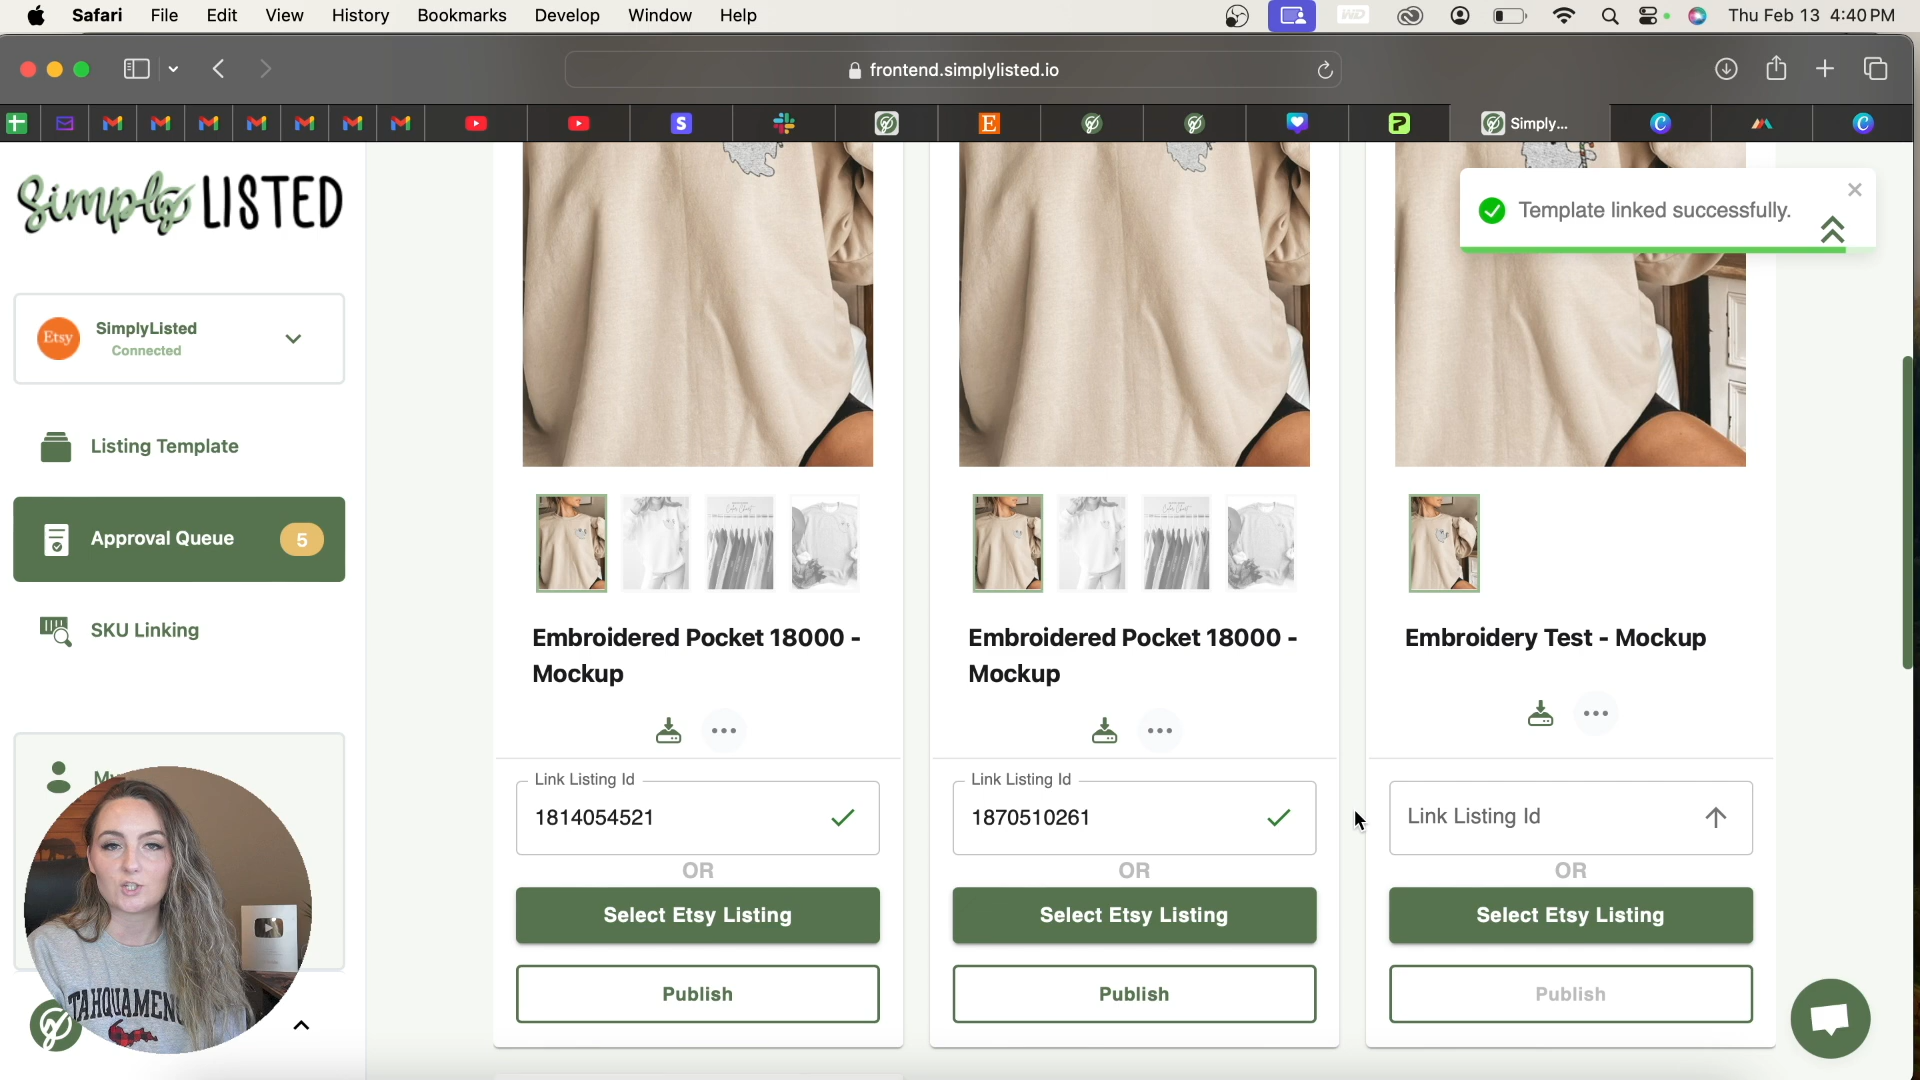 Safari File Edit View History Bookmarks Develop Window Help
Thu Feb 13 4:40 PM
frontend.simplylisted.io
Simply...
Simply LISTED
Template linked successfully.
Etsy
SimplyListed
Connected
Listing Template
Approval Queue 5
SKU Linking
Embroidered Pocket 18000 -
Mockup
Embroidered Pocket 18000 -
Mockup
Embroidery Test - Mockup
Link Listing Id
1814054521
OR
Select Etsy Listing
Publish
Link Listing Id
1870510261
OR
Select Etsy Listing
Publish
Link Listing Id
OR
Select Etsy Listing
Publish